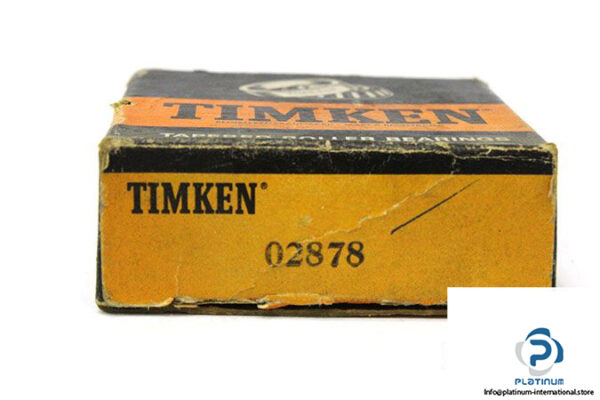 TIMKEN
TAPERED ROLLER BEARINGS
TIMKEN®
02878
PLATINUM
info@platinum-international.store